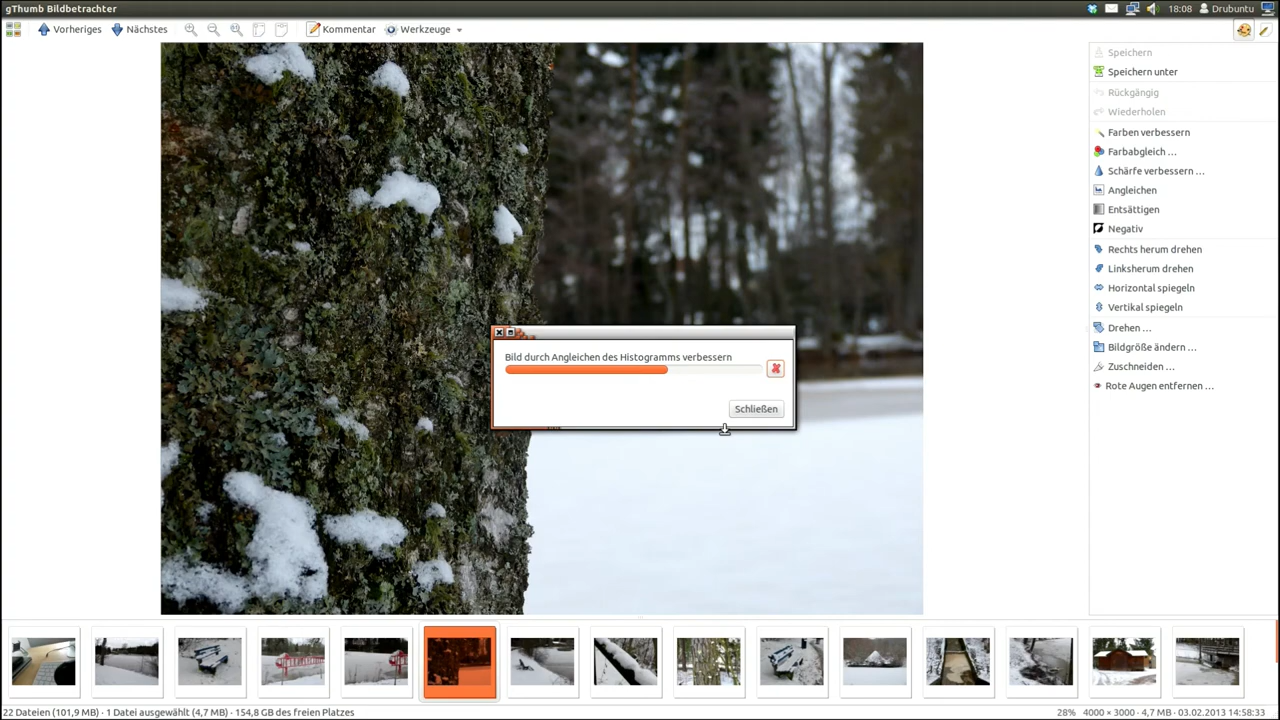 gThumb Bildbetrachter
18:08 Drubuntu
Vorheriges Nächstes Kommentar Werkzeuge
Speichern
Speichern unter
Rückgängig
Wiederholen
Farben verbessern
Farbabgleich ...
Schärfe verbessern ...
Angleichen
Entsättigen
Negativ
Rechts herum drehen
Linksherum drehen
Horizontal spiegeln
Vertikal spiegeln
Drehen ...
Bildgröße ändern ...
Zuschneiden ...
Rote Augen entfernen ...
Bild durch Angleichen des Histogramms verbessern
Schließen
22 Dateien (101,9 MB) - 1 Datei ausgewählt (4,7 MB) - 154,8 GB des freien Platzes
28% 4000 × 3000 - 4,7 MB - 03.02.2013 14:58:33